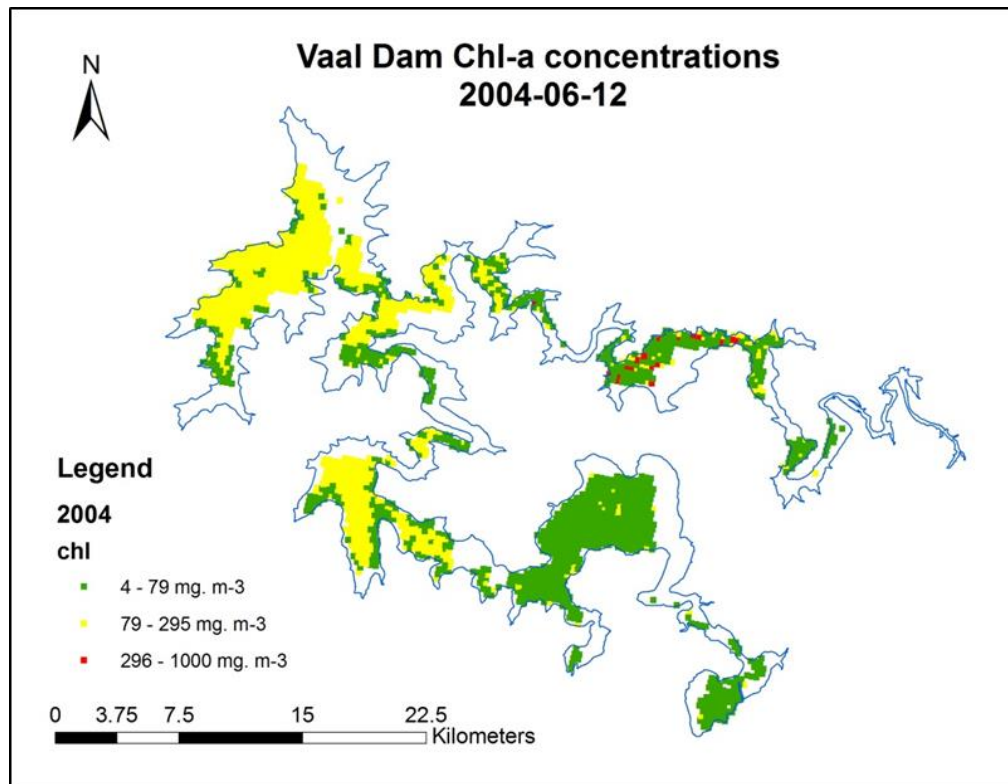 Vaal Dam Chl-a concentrations
2004-06-12
N
Legend
2004
chl
4 - 79 mg. m-3
79 - 295 mg. m-3
296 - 1000 mg. m-3
0 3.75 7.5 15 22.5
Kilometers